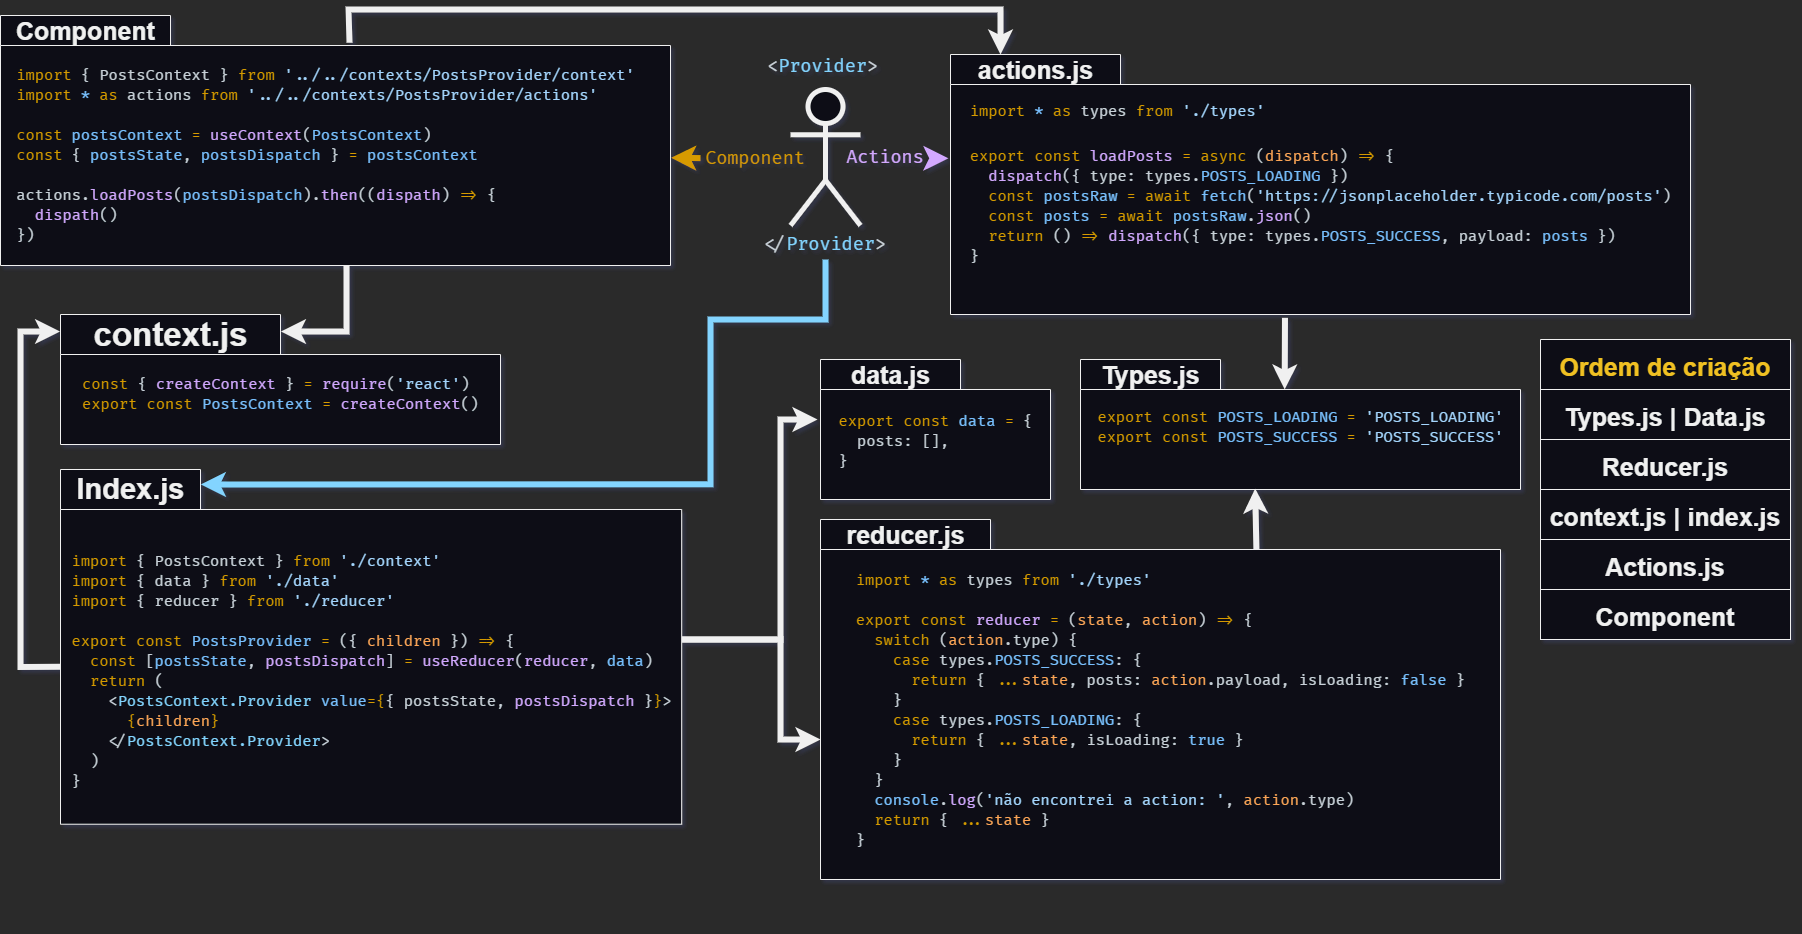 Component
import { PostsContext } from '../../contexts/PostsProvider/context'
import * as actions from '../../contexts/PostsProvider/actions'
const postsContext = useContext(PostsContext)
const { postsState, postsDispatch } = postsContext
actions.loadPosts(postsDispatch).then((dispath) => {
dispath()
})
<Provider>
Component
Actions
</Provider>
actions.js
import * as types from './types'
export const loadPosts = async (dispatch) => {
dispatch({ type: types.POSTS_LOADING })
const postsRaw = await fetch('https://jsonplaceholder.typicode.com/posts')
const posts = await postsRaw.json()
return () => dispatch({ type: types.POSTS_SUCCESS, payload: posts })
}
context.js
const { createContext } = require('react')
export const PostsContext = createContext()
Index.js
import { PostsContext } from './context'
import { data } from './data'
import { reducer } from './reducer'
export const PostsProvider = ({ children }) => {
const [postsState, postsDispatch] = useReducer(reducer, data)
return (
<PostsContext.Provider value={{ postsState, postsDispatch }}>
{children}
</PostsContext.Provider>
)
}
data.js
export const data = {
posts: [],
}
Types.js
export const POSTS_LOADING = 'POSTS_LOADING'
export const POSTS_SUCCESS = 'POSTS_SUCCESS'
reducer.js
import * as types from './types'
export const reducer = (state, action) => {
switch (action.type) {
case types.POSTS_SUCCESS: {
return { ...state, posts: action.payload, isLoading: false }
}
case types.POSTS_LOADING: {
return { ...state, isLoading: true }
}
}
console.log('não encontrei a action: ', action.type)
return { ...state }
}
Ordem de criação
Types.js | Data.js
Reducer.js
context.js | index.js
Actions.js
Component